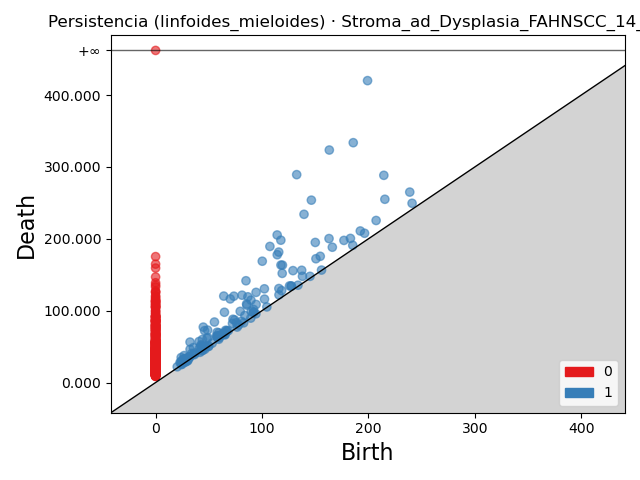 Persistencia (linfoides_mieloides) · Stroma_ad_Dysplasia_FAHNSCC_14_
+∞
400.000
300.000
200.000
100.000
0.000
Death
0
1
0 100 200 300 400
Birth